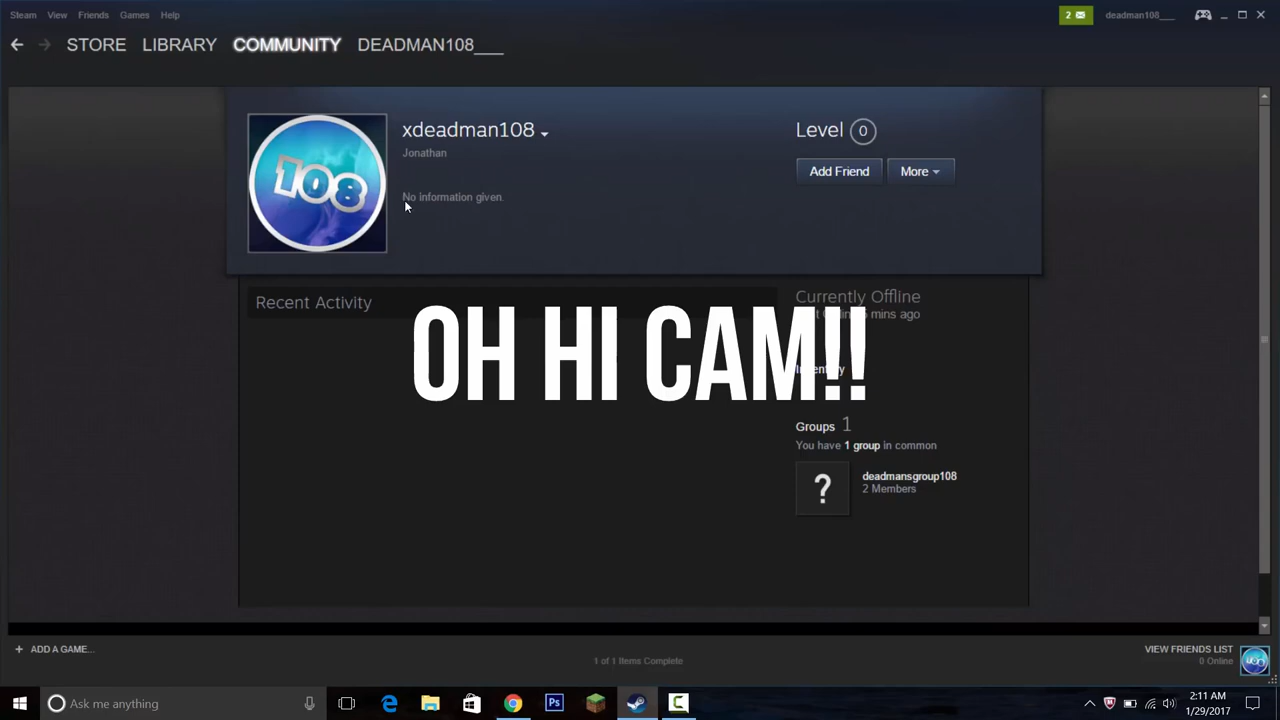 Steam View Friends Games Help
2
deadman108___
STORE LIBRARY COMMUNITY DEADMAN108___
108
xdeadman108
Jonathan
No information given.
Level 0
Add Friend
More
Recent Activity
Currently Offline
mins ago
OH HI CAM!!
Groups 1
You have 1 group in common
?
deadmansgroup108
2 Members
+ ADD A GAME...
1 of 1 Items Complete
VIEW FRIENDS LIST
0 Online
Ask me anything
Ps
2:11 AM
1/29/2017